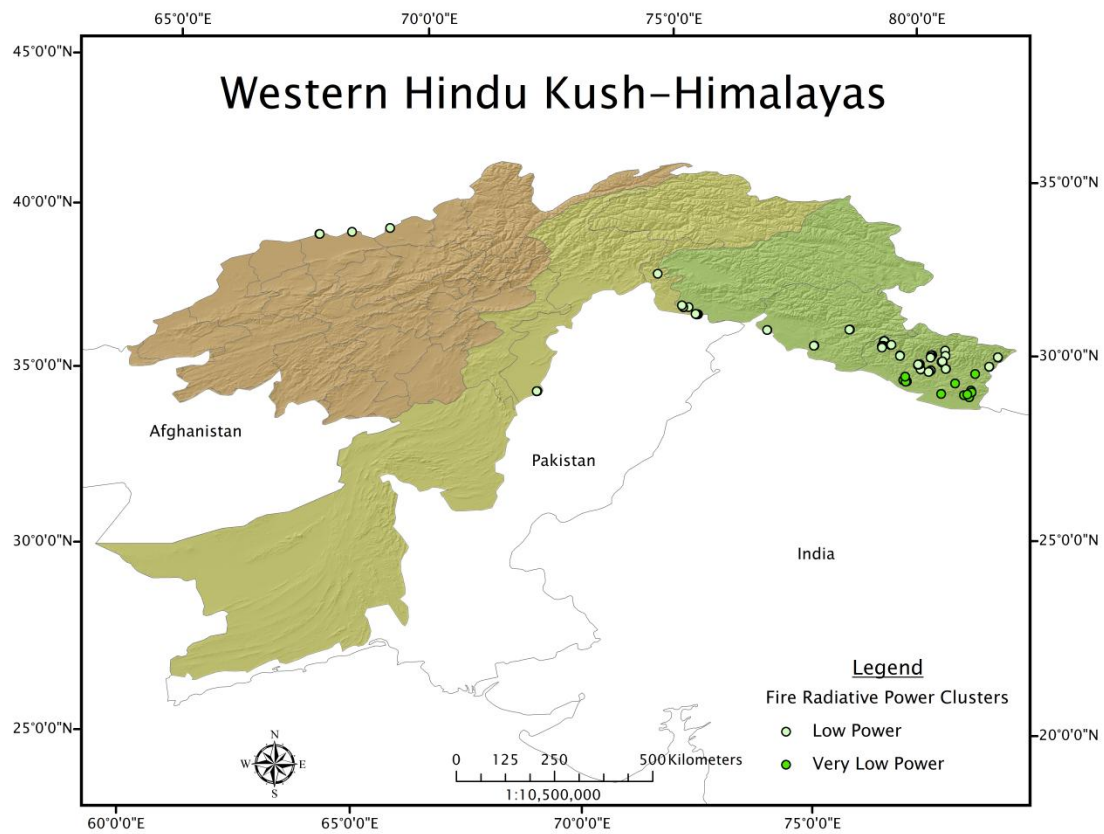 65°0'0"E 70°0'0"E 75°0'0"E 80°0'0"E
45°0'0"N
Western Hindu Kush-Himalayas
40°0'0"N
35°0'0"N
35°0'0"N
30°0'0"N
Afghanistan
Pakistan
30°0'0"N
25°0'0"N
India
Legend
Fire Radiative Power Clusters
Low Power
Very Low Power
25°0'0"N
20°0'0"N
N
W E
S
0 125 250 500 Kilometers
1:10,500,000
60°0'0"E 65°0'0"E 70°0'0"E 75°0'0"E